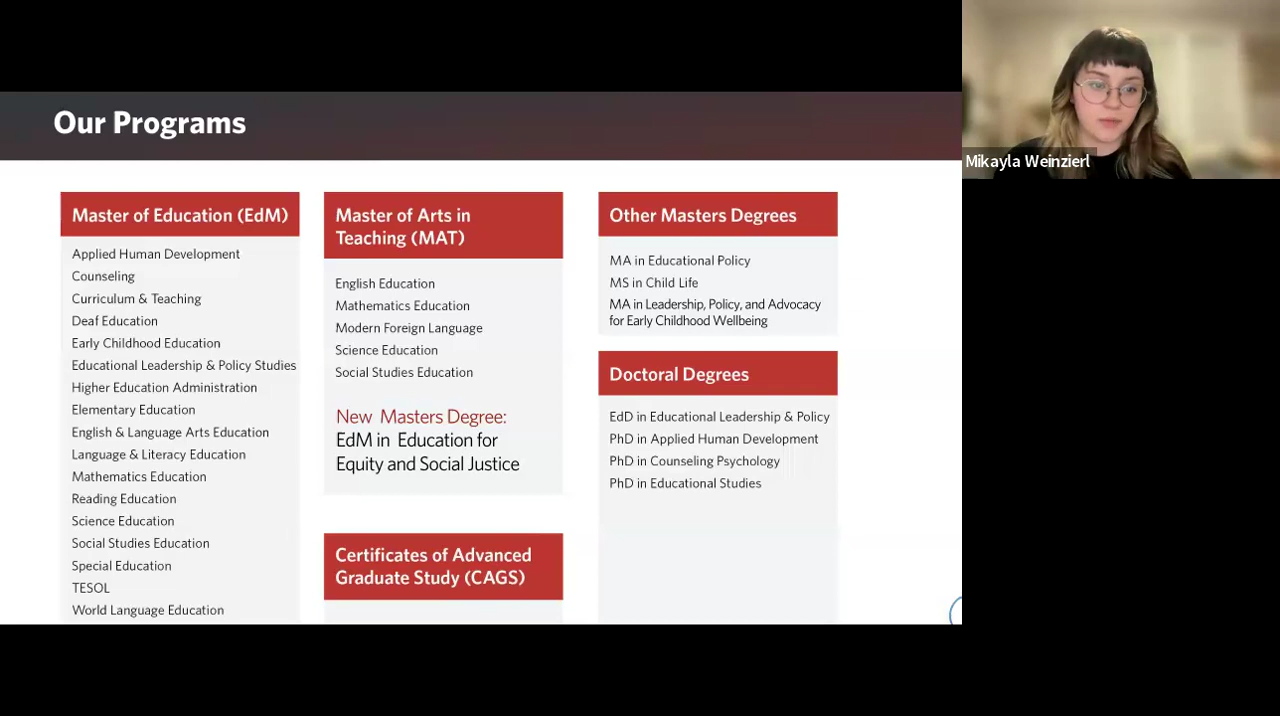 Our Programs
Mikayla Weinzierl
Master of Education (EdM)
Applied Human Development
Counseling
Curriculum & Teaching
Deaf Education
Early Childhood Education
Educational Leadership & Policy Studies
Higher Education Administration
Elementary Education
English & Language Arts Education
Language & Literacy Education
Mathematics Education
Reading Education
Science Education
Social Studies Education
Special Education
TESOL
World Language Education
Master of Arts in
Teaching (MAT)
English Education
Mathematics Education
Modern Foreign Language
Science Education
Social Studies Education
New Masters Degree:
EdM in Education for
Equity and Social Justice
Certificates of Advanced
Graduate Study (CAGS)
Other Masters Degrees
MA in Educational Policy
MS in Child Life
MA in Leadership, Policy, and Advocacy
for Early Childhood Wellbeing
Doctoral Degrees
EdD in Educational Leadership & Policy
PhD in Applied Human Development
PhD in Counseling Psychology
PhD in Educational Studies